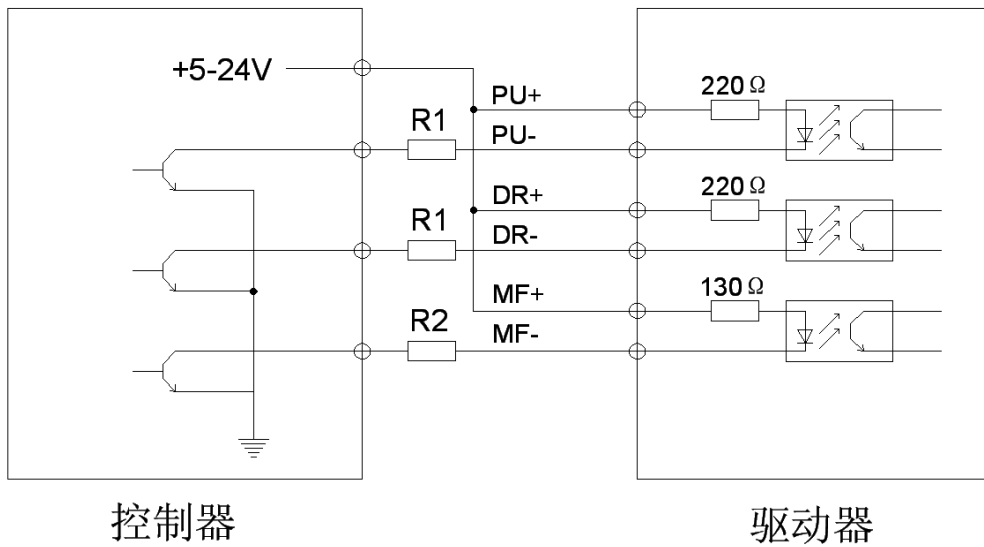 +5-24V
PU+
220Ω
R1
PU-
DR+
220Ω
R1
DR-
MF+
130Ω
R2
MF-
控制器
驱动器